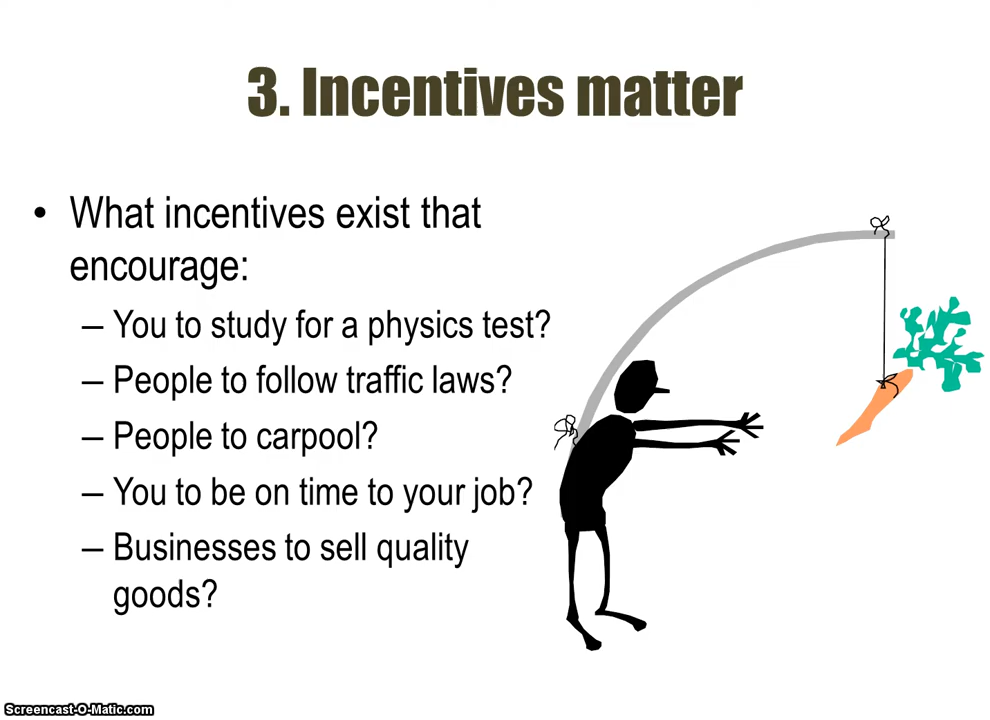 3. Incentives matter
• What incentives exist that
encourage:
– You to study for a physics test?
– People to follow traffic laws?
– People to carpool?
– You to be on time to your job?
– Businesses to sell quality
goods?
Screencast-O-Matic.com